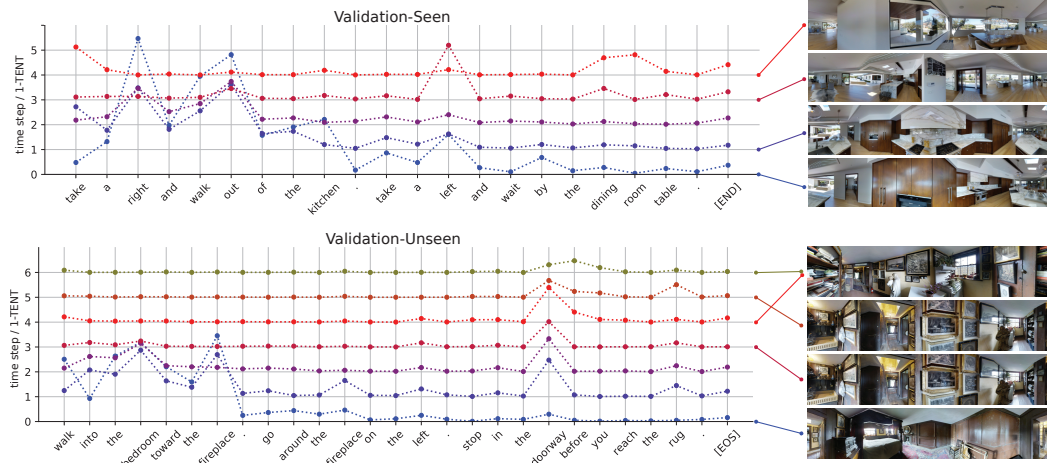 Validation-Seen
time step / 1-TENT
5
4
3
2
1
0
take a right and walk out of the kitchen . take a left and wait by the dining room table . [END]
Validation-Unseen
time step / 1-TENT
6
5
4
3
2
1
0
walk into the bedroom toward the fireplace . go around the fireplace on the left . stop in the doorway before you reach the rug . [EOS]